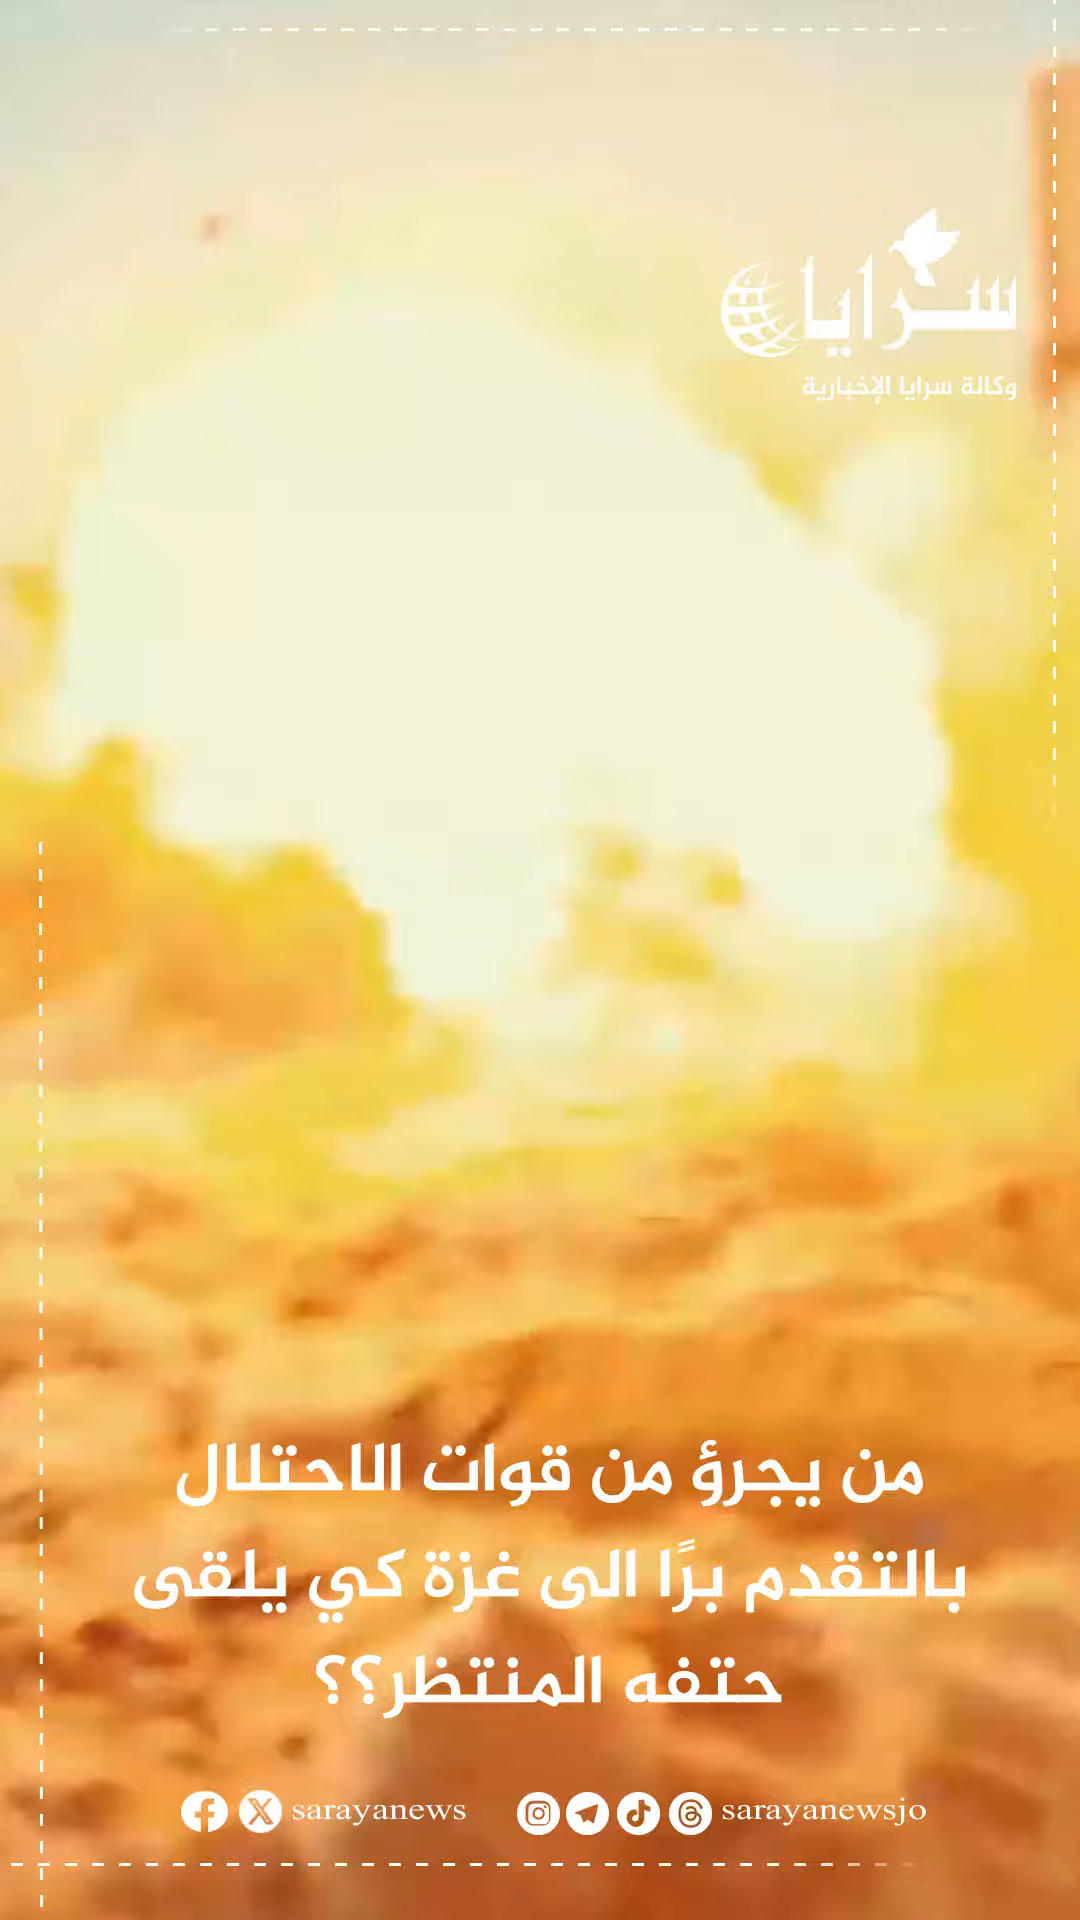 سرايا
وكالة سرايا الإخبارية
من يجرؤ من قوات الاحتلال
بالتقدم برًا الى غزة كي يلقى
حتفه المنتظر؟؟
sarayanews sarayanewsjo